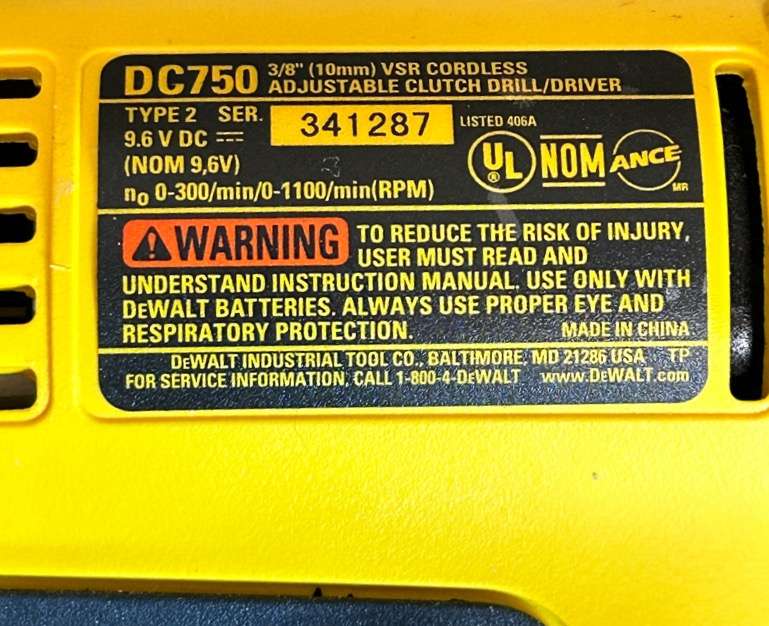 DC750 3/8" (10mm) VSR CORDLESS
ADJUSTABLE CLUTCH DRILL/DRIVER
TYPE 2 SER. 341287 LISTED 406A
9.6 V DC ⎓
(NOM 9,6V)
UL ® NOM ANCE MR
n₀ 0-300/min/0-1100/min(RPM)
WARNING TO REDUCE THE RISK OF INJURY,
USER MUST READ AND
UNDERSTAND INSTRUCTION MANUAL. USE ONLY WITH
DEWALT BATTERIES. ALWAYS USE PROPER EYE AND
RESPIRATORY PROTECTION. MADE IN CHINA
DEWALT INDUSTRIAL TOOL CO., BALTIMORE, MD 21286 USA TP
FOR SERVICE INFORMATION, CALL 1-800-4-DEWALT www.DEWALT.com